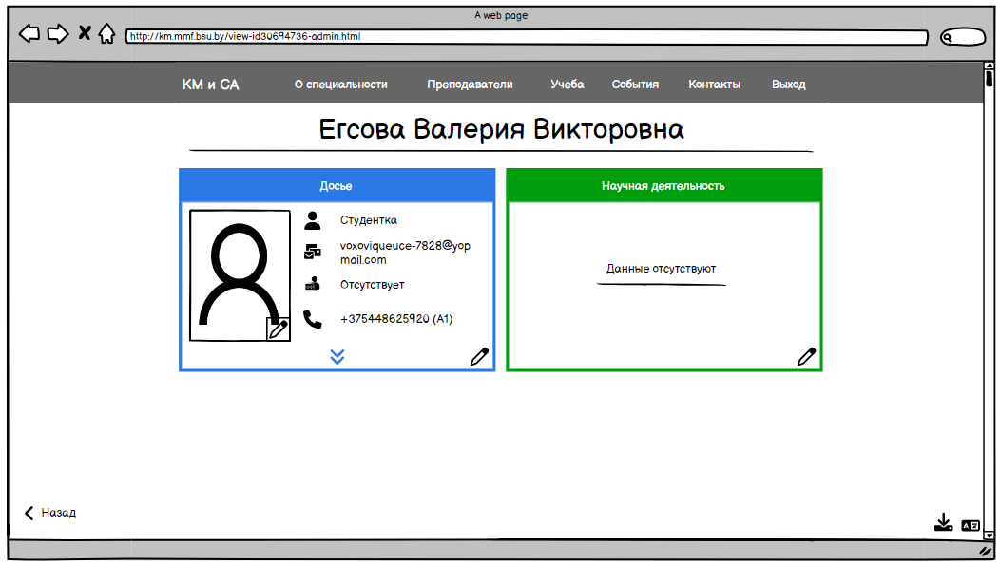 A web page
http://km.mmf.bsu.by/view-id30694736-admin.html
КМ и СА О специальности Преподаватели Учеба События Контакты Выход
Егсова Валерия Викторовна
Досье
Студентка
voxoviqueuce-7828@yop
mail.com
Отсутствует
+375448625920 (A1)
Научная деятельность
Данные отсутствуют
Назад